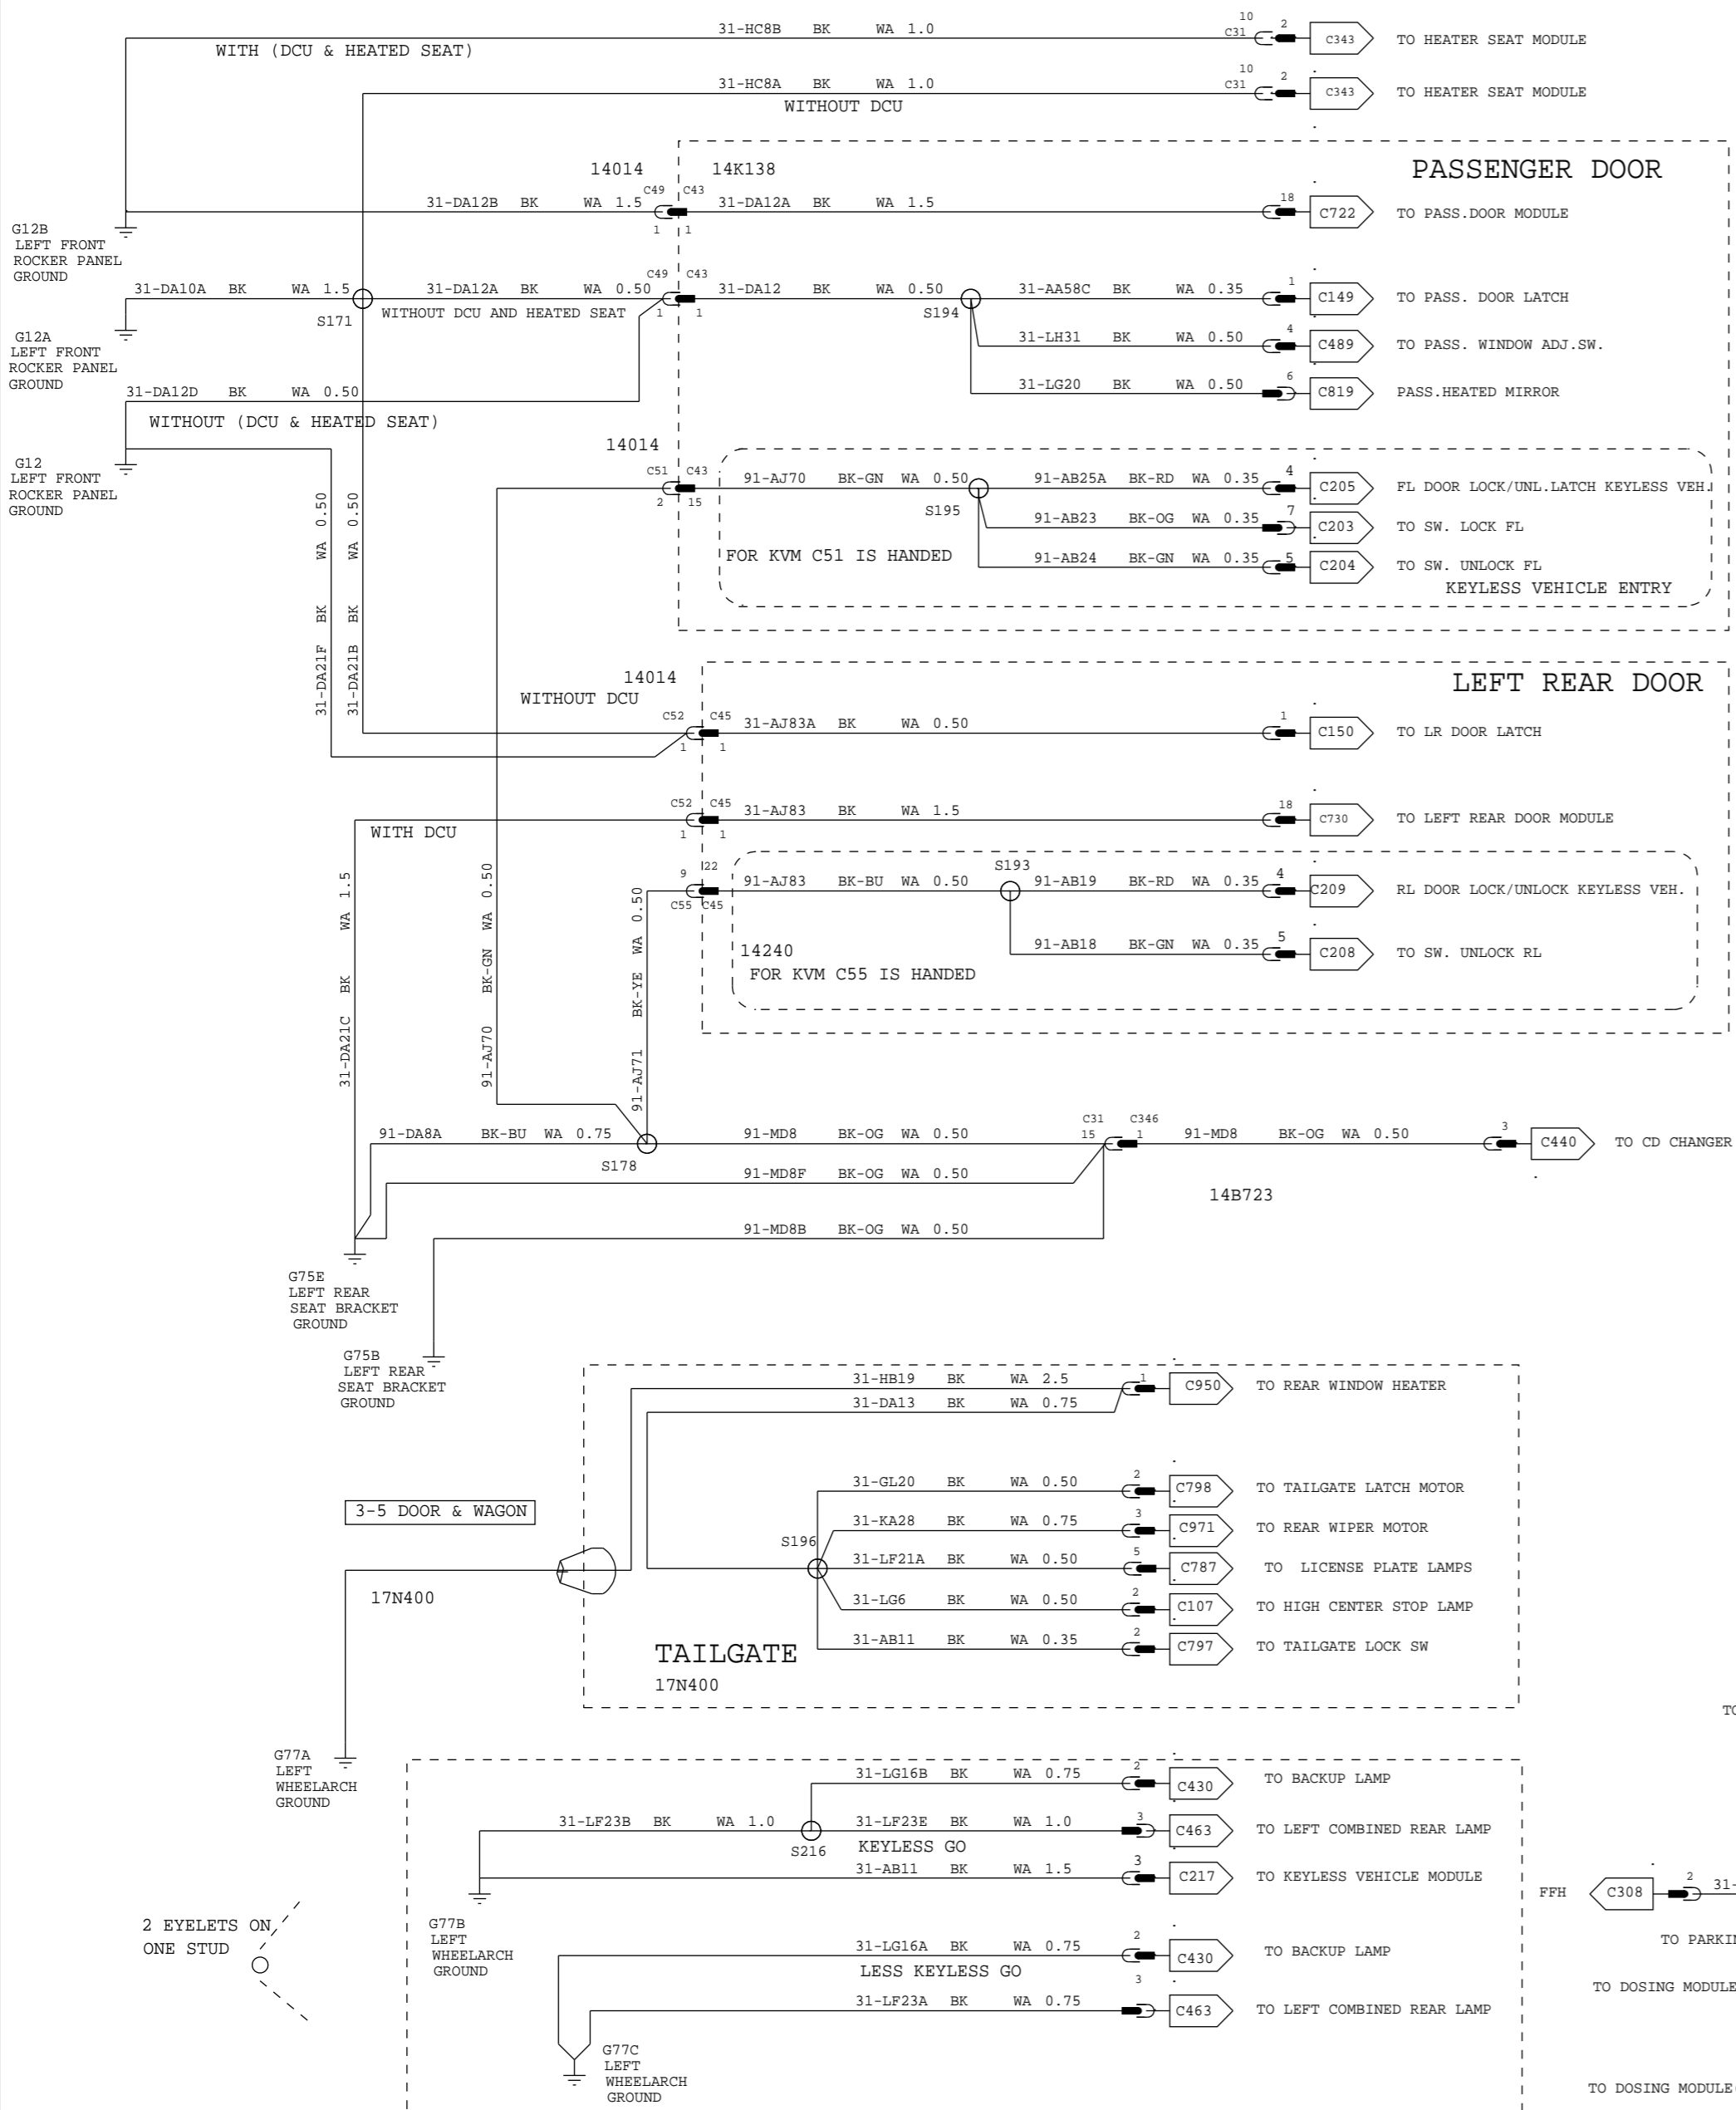 31-HC8B BK WA 1.0
10
C31
2
C343
TO HEATER SEAT MODULE
WITH (DCU & HEATED SEAT)
31-HC8A BK WA 1.0
10
C31
2
C343
TO HEATER SEAT MODULE
WITHOUT DCU
PASSENGER DOOR
14014
14K138
31-DA12B BK WA 1.5
C49
C43
1
1
31-DA12A BK WA 1.5
18
C722
TO PASS.DOOR MODULE
G12B
LEFT FRONT
ROCKER PANEL
GROUND
31-DA10A BK WA 1.5
S171
31-DA12A BK WA 0.50
WITHOUT DCU AND HEATED SEAT
C49
C43
1
1
31-DA12 BK WA 0.50
S194
31-AA58C BK WA 0.35
1
C149
TO PASS. DOOR LATCH
G12A
LEFT FRONT
ROCKER PANEL
GROUND
31-LH31 BK WA 0.50
4
C489
TO PASS. WINDOW ADJ.SW.
31-LG20 BK WA 0.50
6
C819
PASS.HEATED MIRROR
31-DA12D BK WA 0.50
WITHOUT (DCU & HEATED SEAT)
G12
LEFT FRONT
ROCKER PANEL
GROUND
14014
C51
C43
2
15
91-AJ70 BK-GN WA 0.50
S195
91-AB25A BK-RD WA 0.35
4
C205
FL DOOR LOCK/UNL.LATCH KEYLESS VEH.
91-AB23 BK-OG WA 0.35
7
C203
TO SW. LOCK FL
FOR KVM C51 IS HANDED
91-AB24 BK-GN WA 0.35
5
C204
TO SW. UNLOCK FL
KEYLESS VEHICLE ENTRY
31-DA21F BK WA 0.50
31-DA21B BK WA 0.50
LEFT REAR DOOR
14014
WITHOUT DCU
C52
C45
1
1
31-AJ83A BK WA 0.50
1
C150
TO LR DOOR LATCH
WITH DCU
C52
C45
1
1
31-AJ83 BK WA 1.5
18
C730
TO LEFT REAR DOOR MODULE
9
22
C55
C45
91-AJ83 BK-BU WA 0.50
S193
91-AB19 BK-RD WA 0.35
4
C209
RL DOOR LOCK/UNLOCK KEYLESS VEH.
14240
FOR KVM C55 IS HANDED
91-AB18 BK-GN WA 0.35
5
C208
TO SW. UNLOCK RL
31-DA21C BK WA 1.5
91-AJ70 BK-GN WA 0.50
91-AJ71 BK-YE WA 0.50
91-DA8A BK-BU WA 0.75
S178
91-MD8 BK-OG WA 0.50
C31
C346
15
1
91-MD8 BK-OG WA 0.50
3
C440
TO CD CHANGER
91-MD8F BK-OG WA 0.50
14B723
91-MD8B BK-OG WA 0.50
G75E
LEFT REAR
SEAT BRACKET
GROUND
G75B
LEFT REAR
SEAT BRACKET
GROUND
31-HB19 BK WA 2.5
1
C950
TO REAR WINDOW HEATER
31-DA13 BK WA 0.75
31-GL20 BK WA 0.50
2
C798
TO TAILGATE LATCH MOTOR
3-5 DOOR & WAGON
31-KA28 BK WA 0.75
3
C971
TO REAR WIPER MOTOR
S196
31-LF21A BK WA 0.50
5
C787
TO LICENSE PLATE LAMPS
17N400
31-LG6 BK WA 0.50
2
C107
TO HIGH CENTER STOP LAMP
31-AB11 BK WA 0.35
2
C797
TO TAILGATE LOCK SW
TAILGATE
17N400
TO
G77A
LEFT
WHEELARCH
GROUND
31-LG16B BK WA 0.75
2
C430
TO BACKUP LAMP
31-LF23B BK WA 1.0
S216
31-LF23E BK WA 1.0
3
C463
TO LEFT COMBINED REAR LAMP
KEYLESS GO
31-AB11 BK WA 1.5
3
C217
TO KEYLESS VEHICLE MODULE
FFH
C308
2
31-
2 EYELETS ON
ONE STUD
G77B
LEFT
WHEELARCH
GROUND
31-LG16A BK WA 0.75
2
C430
TO BACKUP LAMP
TO PARKIN
LESS KEYLESS GO
31-LF23A BK WA 0.75
3
C463
TO LEFT COMBINED REAR LAMP
TO DOSING MODULE
G77C
LEFT
WHEELARCH
GROUND
TO DOSING MODULE